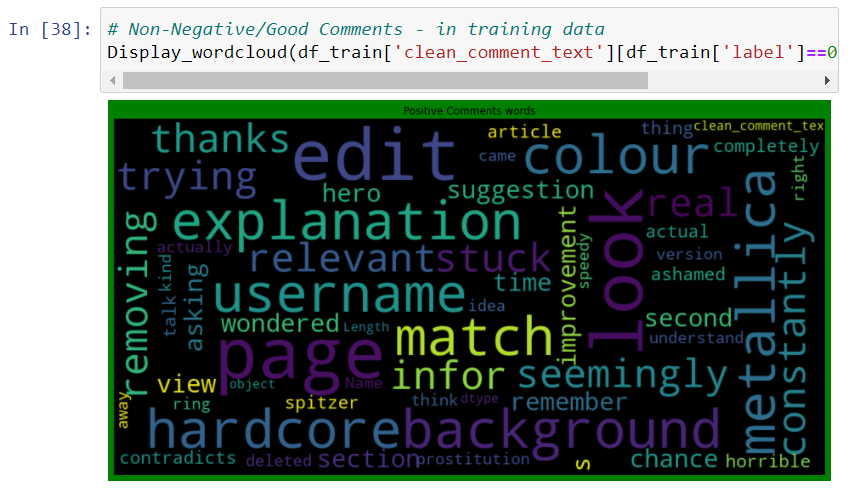 In [38]:
# Non-Negative/Good Comments - in training data
Display_wordcloud(df_train['clean_comment_text'][df_train['label']==0
Positive Comments words
thanks
edit
article
thing
clean_comment_tex
trying
came
colour
completely
hero
suggestion
real
right
explanation
removing
actually
relevant
stuck
improvement
speedy
look
actual
version
metallica
constantly
talk
kind
asking
username
time
idea
ashamed
wondered
Length
match
second
understand
page
view
object
Name
infor
seemingly
away
ring
spitzer
think
dtype
remember
hardcore
background
contradicts
deleted
section
prostitution
s
chance
horrible